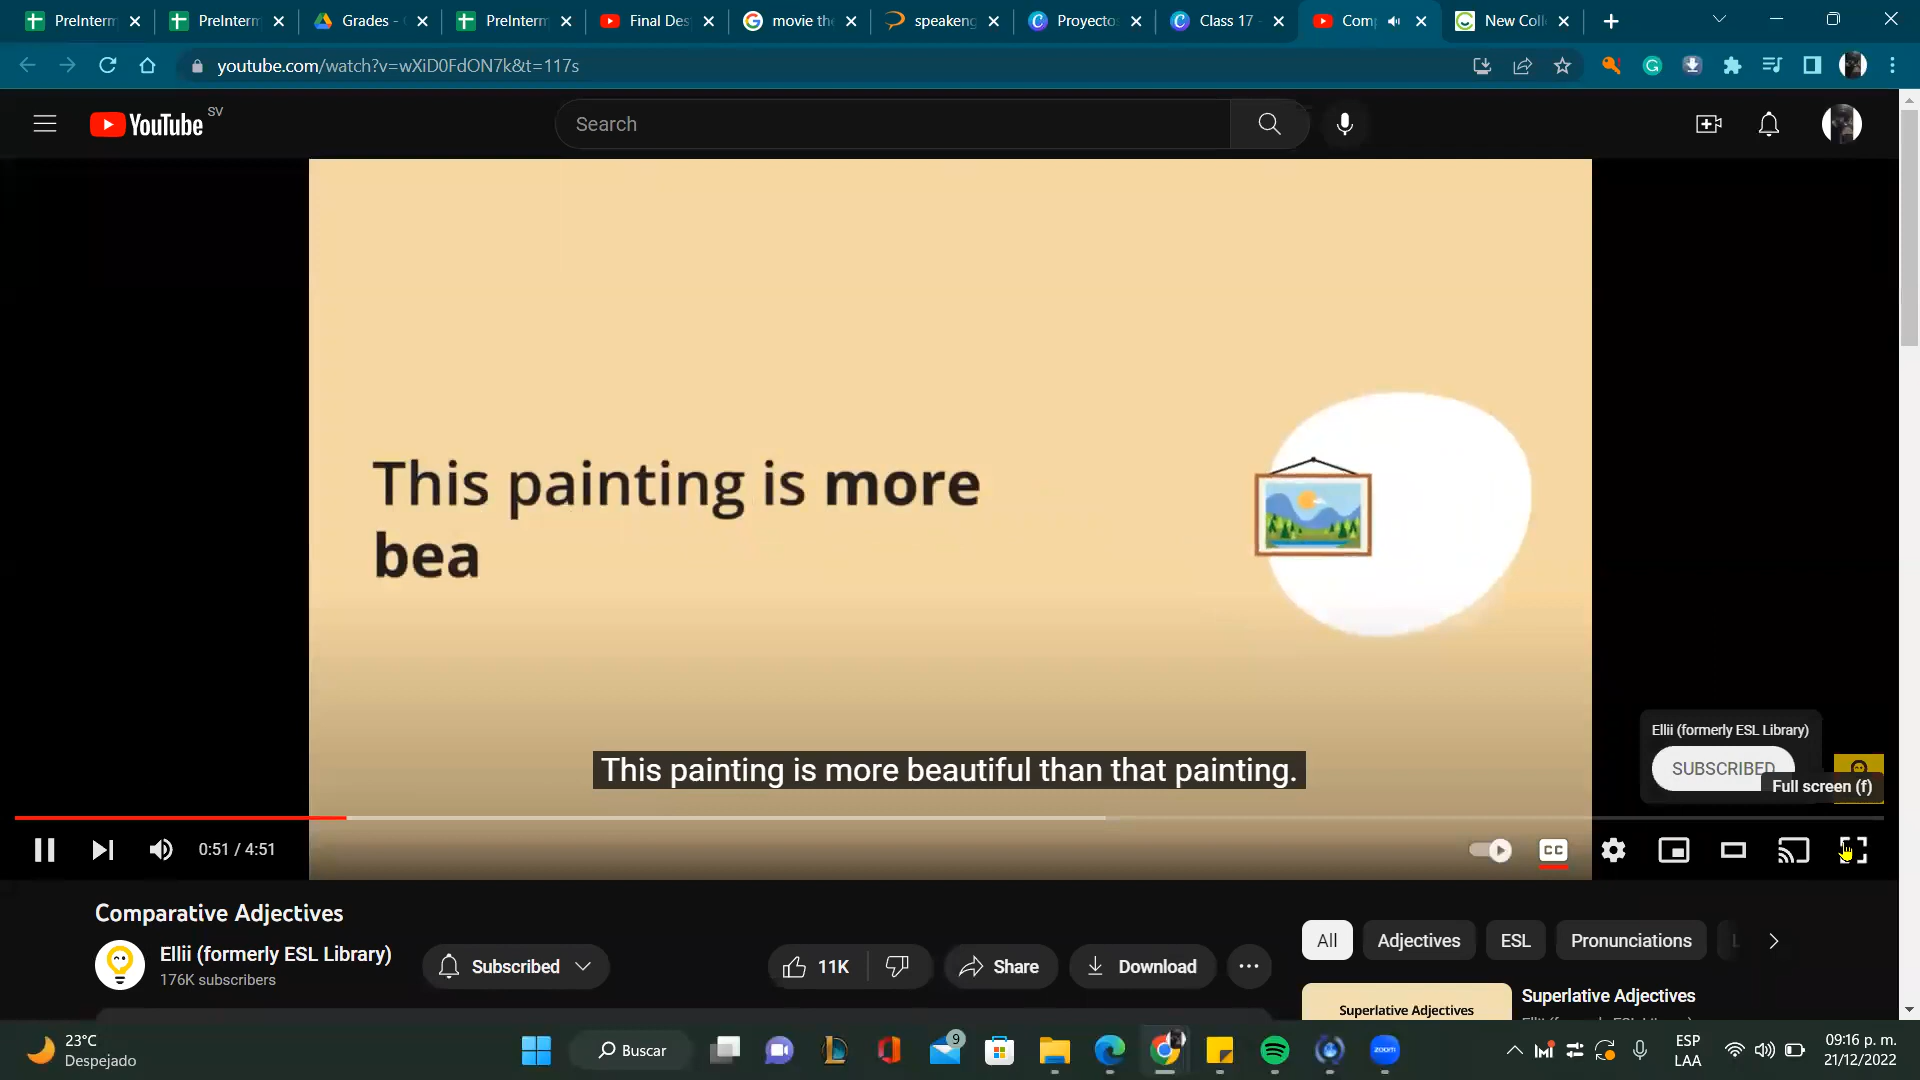 PreInterm
PreInterm
Grades -
PreInterm
Final Des
movie the
speakeng
Proyecto
Class 17 -
Com
New Coll
youtube.com/watch?v=wXiD0FdON7k&t=117s
YouTube SV
Search
This painting is more
bea
This painting is more beautiful than that painting.
Ellii (formerly ESL Library)
SUBSCRIBED
Full screen (f)
0:51 / 4:51
CC
Comparative Adjectives
Ellii (formerly ESL Library)
176K subscribers
Subscribed
11K
Share
Download
All
Adjectives
ESL
Pronunciations
Superlative Adjectives
Superlative Adjectives
23°C
Despejado
Buscar
9
zoom
ESP
LAA
09:16 p. m.
21/12/2022